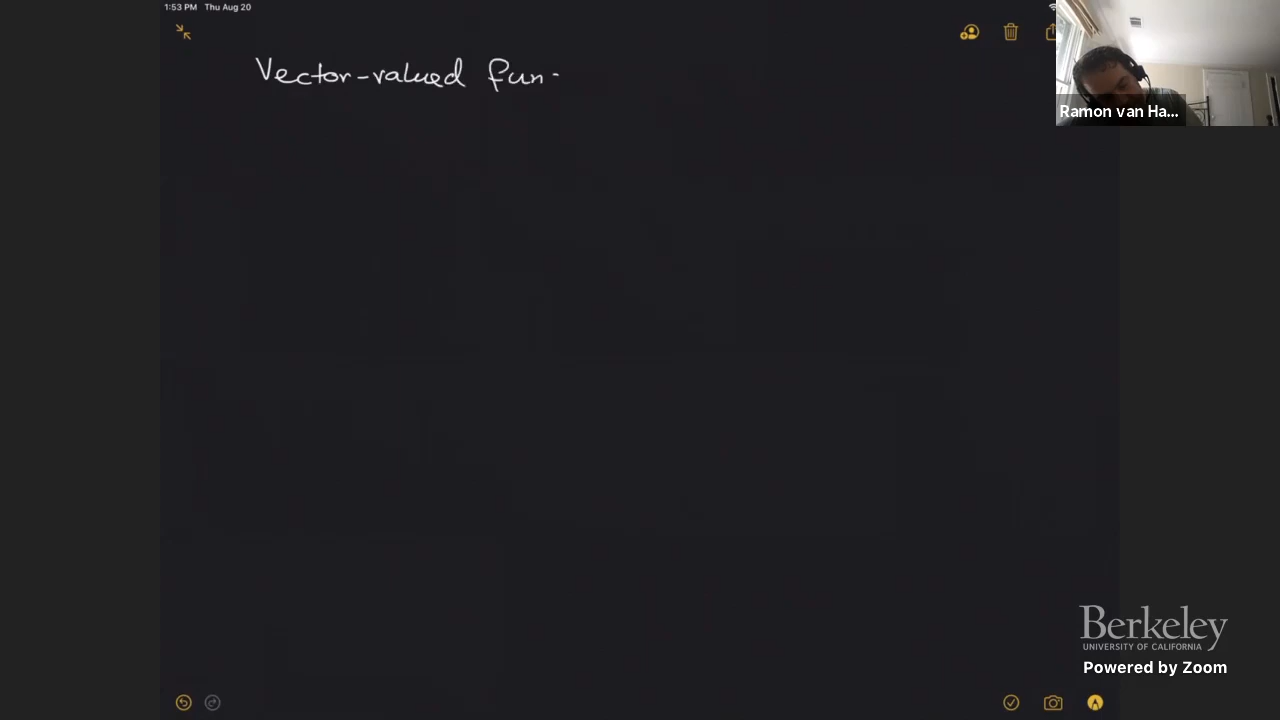 1:53 PM Thu Aug 20
Vector-valued fun
Ramon van Ha...
Berkeley
UNIVERSITY OF CALIFORNIA
Powered by Zoom